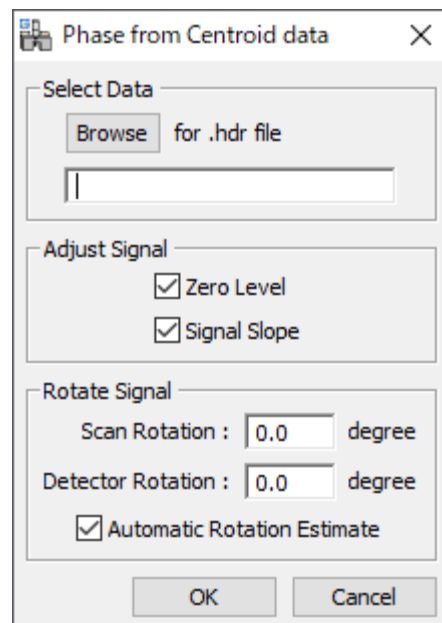 Phase from Centroid data
Select Data
Browse for .hdr file
Adjust Signal
Zero Level
Signal Slope
Rotate Signal
Scan Rotation : 0.0 degree
Detector Rotation : 0.0 degree
Automatic Rotation Estimate
OK Cancel